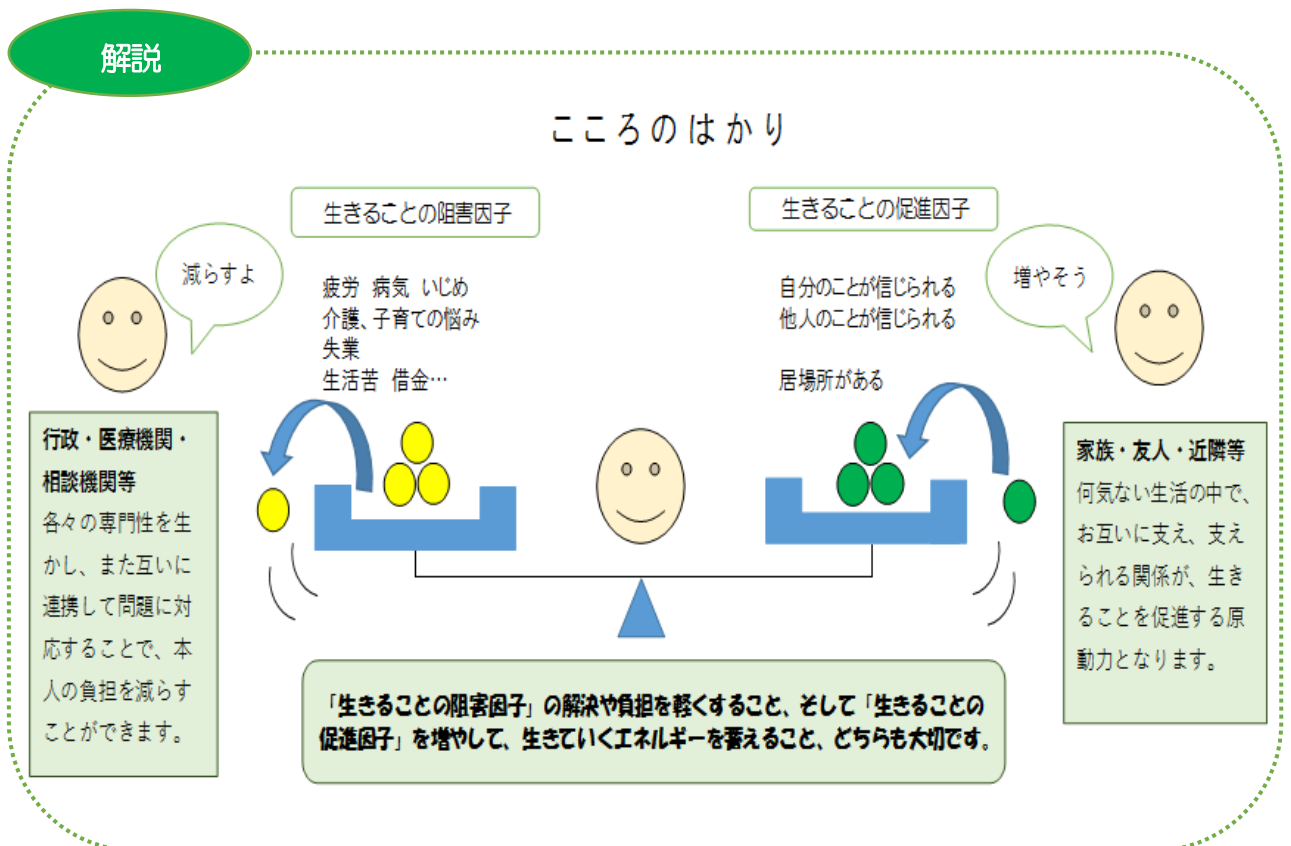 解説
こころのはかり
生きることの阻害因子
生きることの促進因子
減らすよ
増やそう
疲労 病気 いじめ
介護、子育ての悩み
失業
生活苦 借金…
自分のことが信じられる
他人のことが信じられる
居場所がある
行政・医療機関・
相談機関等
各々の専門性を生
かし、また互いに
連携して問題に対
応することで、本
人の負担を減らす
ことができます。
家族・友人・近隣等
何気ない生活の中で、
お互いに支え、支え
られる関係が、生き
ることを促進する原
動力となります。
「生きることの阻害因子」の解決や負担を軽くすること、そして「生きることの
促進因子」を増やして、生きていくエネルギーを蓄えること、どちらも大切です。